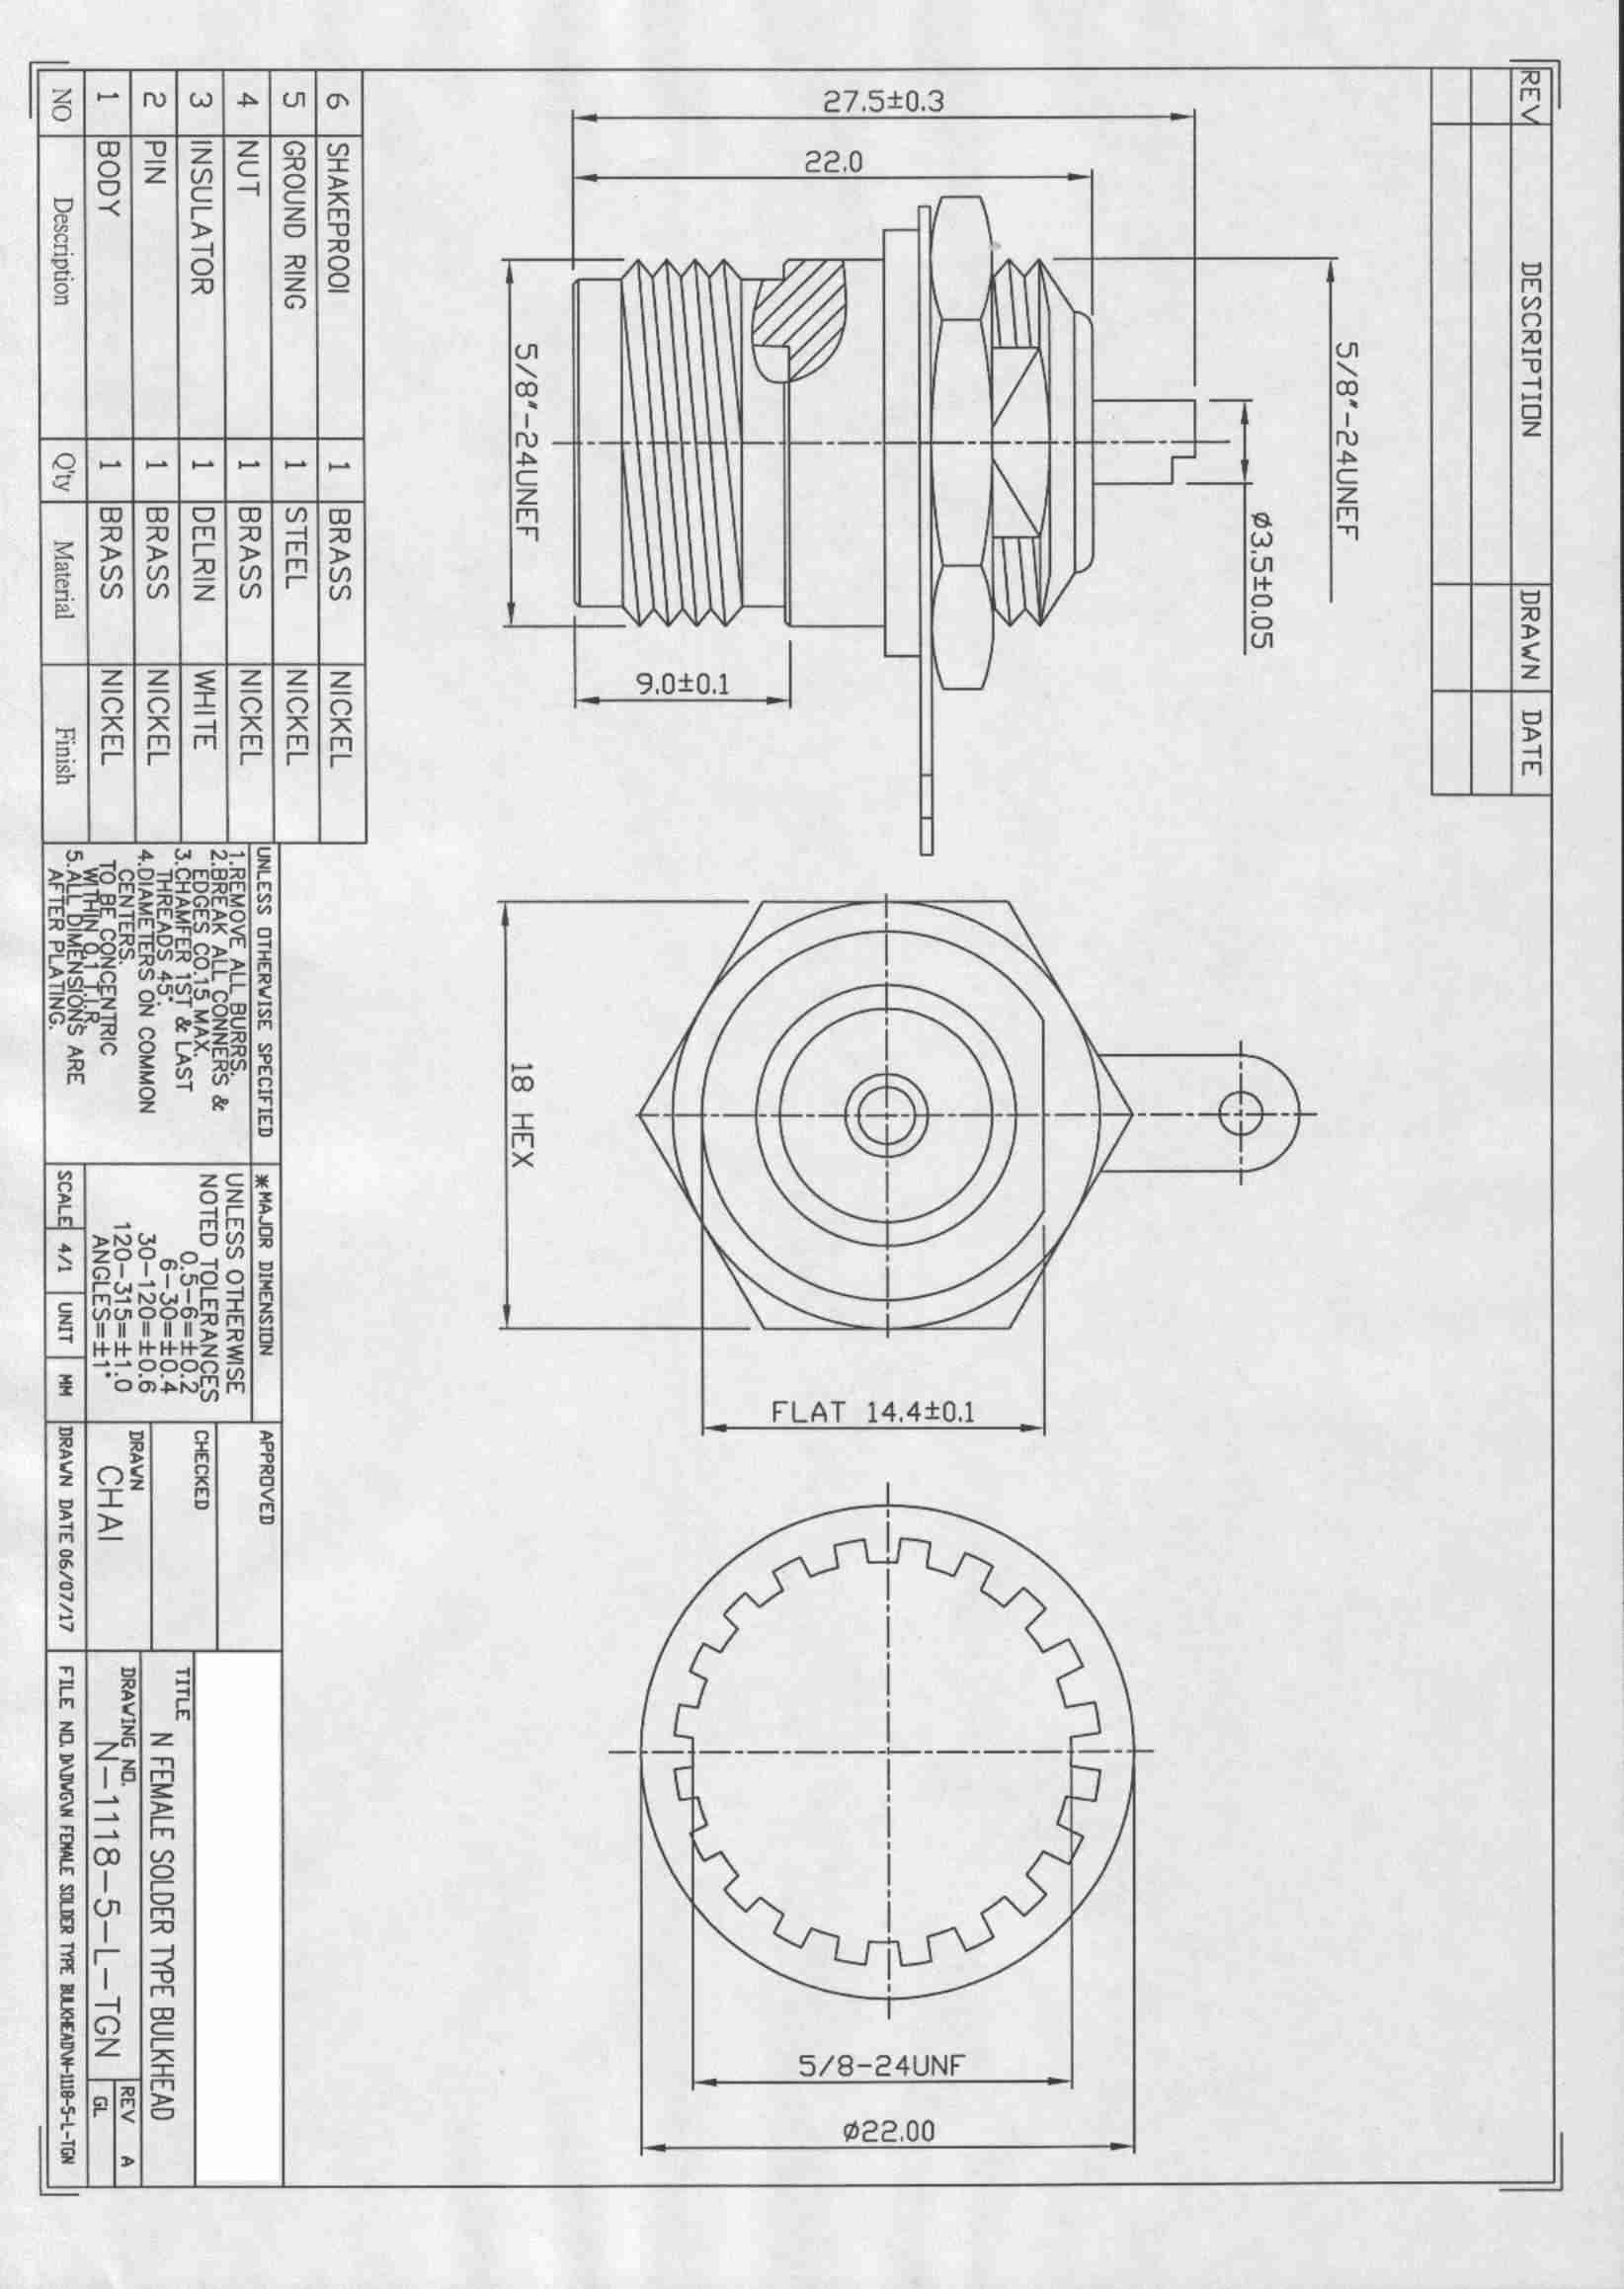 REV DESCRIPTION DRAWN DATE
27.5±0.3
22.0
5/8"-24UNEF
5/8"-24UNEF
ø3.5±0.05
9.0±0.1
18 HEX
FLAT 14.4±0.1
5/8-24UNF
ø22.00
6 SHAKEPROOI 1 BRASS NICKEL
5 GROUND RING 1 STEEL NICKEL
4 NUT 1 BRASS NICKEL
3 INSULATOR 1 DELRIN WHITE
2 PIN 1 BRASS NICKEL
1 BODY 1 BRASS NICKEL
NO Description Q'ty Material Finish
UNLESS OTHERWISE SPECIFIED
1.REMOVE ALL BURRS.
2.BREAK ALL CONNERS &
EDGES CO.15 MAX.
3.CHAMFER 1ST & LAST
THREADS 45°.
4.DIAMETERS ON COMMON
CENTERS.
TO BE CONCENTRIC
WITHIN 0.1 T.I.R.
5.ALL DIMENSIONS ARE
AFTER PLATING.
*MAJOR DIMENSION
UNLESS OTHERWISE
NOTED TOLERANCES
0.5-6=±0.2
6-30=±0.4
30-120=±0.6
120-315=±1.0
ANGLES=±1°
SCALE 4/1 UNIT MM
APPROVED
CHECKED
DRAWN
CHAI
DRAWN DATE 06/07/17
TITLE
N FEMALE SOLDER TYPE BULKHEAD
DRAWING NO.
N-1118-5-L-TGN
REV A
GL
FILE NO. D:\DWG\N FEMALE SOLDER TYPE BULKHEAD\N-1118-5-L-TGN